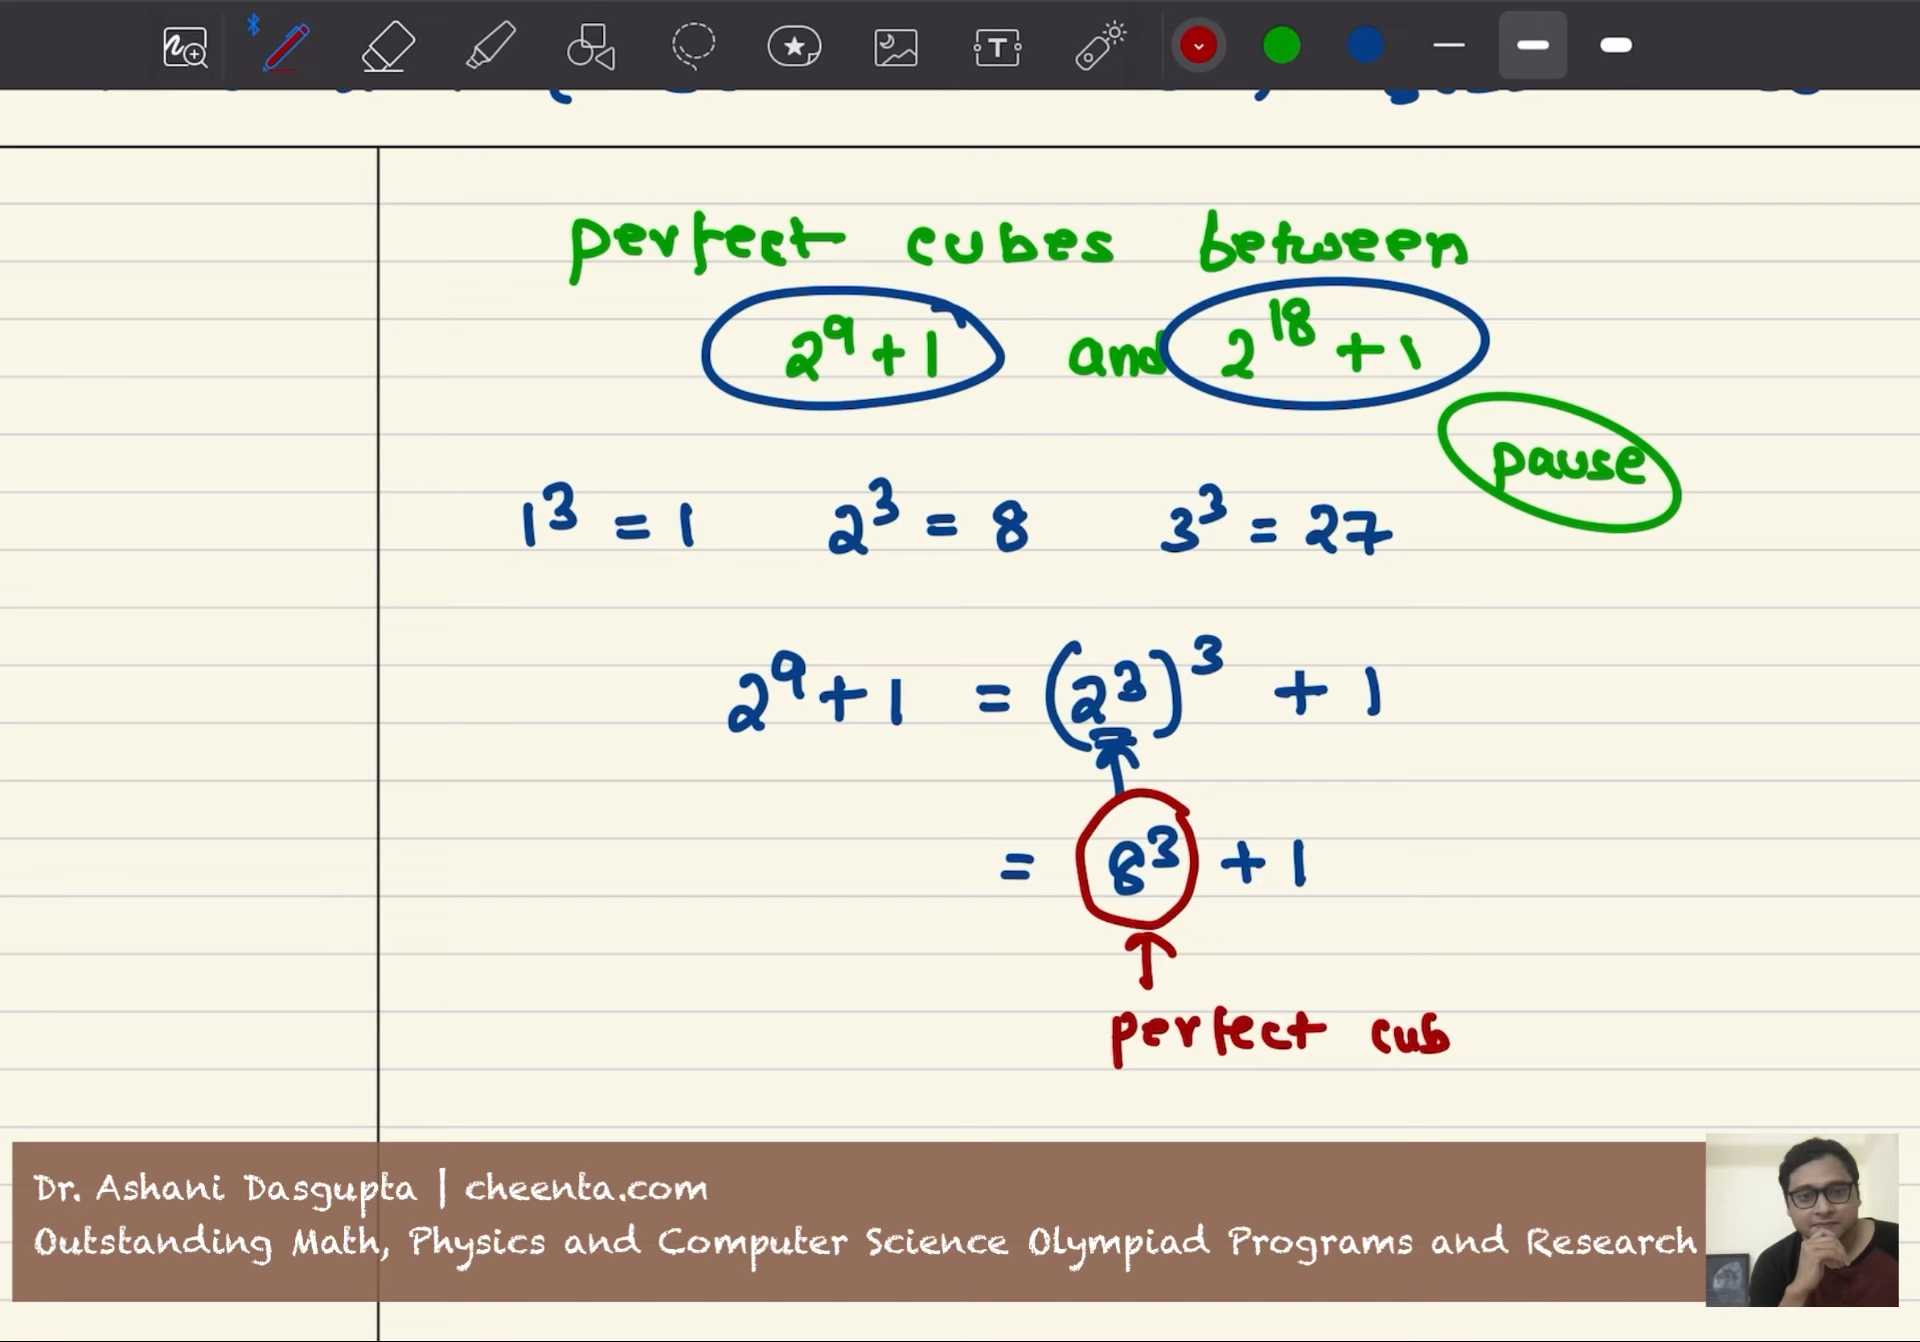 perfect cubes between
2⁹ + 1 and 2¹⁸ + 1
pause
1³ = 1 2³ = 8 3³ = 27
2⁹ + 1 = (2³)³ + 1
= 8³ + 1
perfect cub
Dr. Ashani Dasgupta | cheenta.com
Outstanding Math, Physics and Computer Science Olympiad Programs and Research